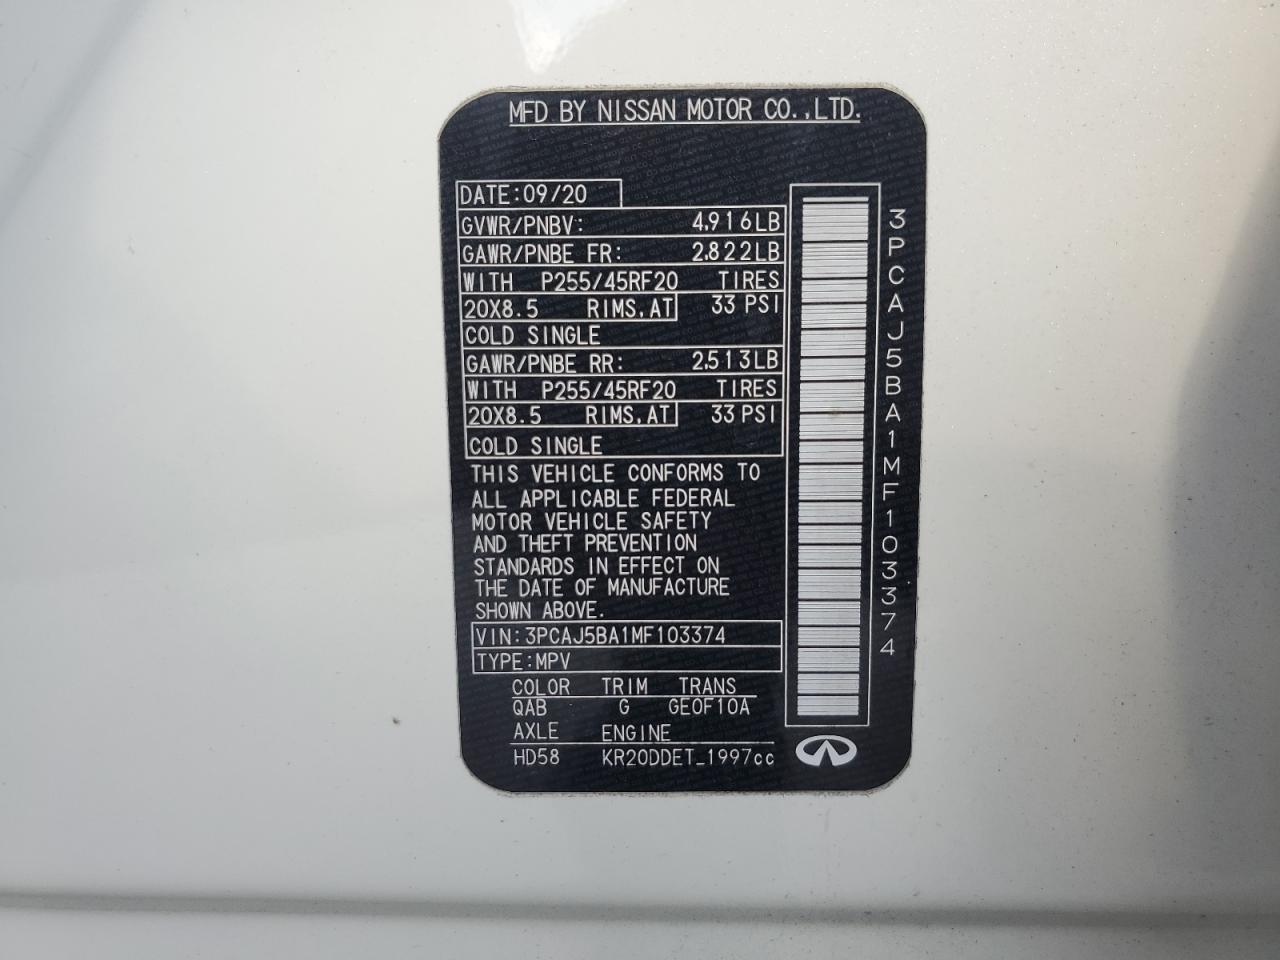 MFD BY NISSAN MOTOR CO.,LTD.
DATE:09/20
GVWR/PNBV: 4,916LB
GAWR/PNBE FR: 2,822LB
WITH P255/45RF20 TIRES
20X8.5 RIMS,AT 33 PSI
COLD SINGLE
GAWR/PNBE RR: 2,513LB
WITH P255/45RF20 TIRES
20X8.5 RIMS,AT 33 PSI
COLD SINGLE
THIS VEHICLE CONFORMS TO
ALL APPLICABLE FEDERAL
MOTOR VEHICLE SAFETY
AND THEFT PREVENTION
STANDARDS IN EFFECT ON
THE DATE OF MANUFACTURE
SHOWN ABOVE.
VIN:3PCAJ5BA1MF103374
TYPE:MPV
COLOR TRIM TRANS
QAB G GE0F10A
AXLE ENGINE
HD58 KR20DDET_1997cc
3PCAJ5BA1MF103374